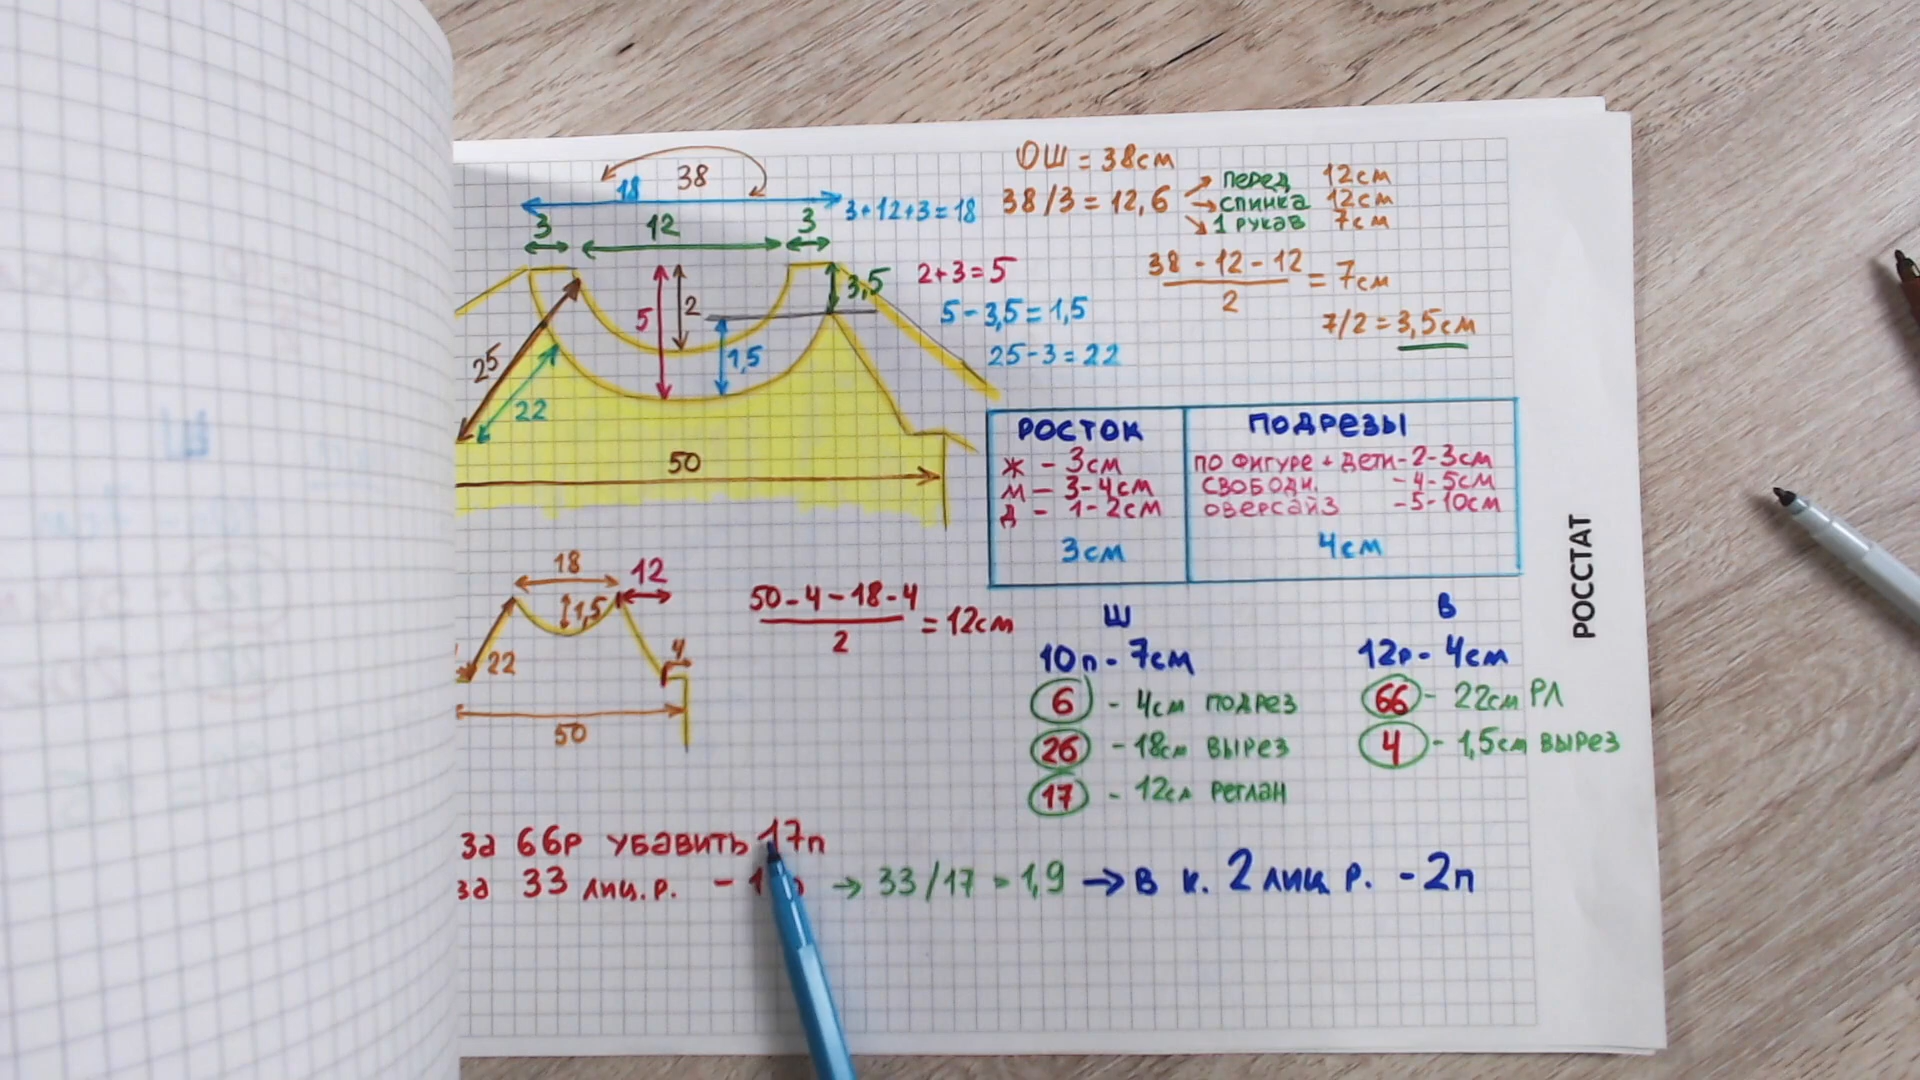 38
18
3+12+3=18
3
12
3
3,5
5
2
1,5
25
22
50
ОШ = 38см
38/3 = 12,6
перед 12см
спинка 12см
1 рукав 7см
2+3=5
5-3,5=1,5
25-3=22
38-12-12
2
= 7см
7/2=3,5см
РОСТОК
Ж - 3см
М - 3-4см
Д - 1-2см
3см
ПОДРЕЗЫ
ПО ФИГУРЕ + ДЕТИ-2-3см
СВОБОДН. -4-5см
ОВЕРСАЙЗ -5-10см
4см
РОССТАТ
18
12
1,5
22
4
50
50-4-18-4
2
= 12см
Ш
10п - 7см
6 - 4см подрез
26 - 18см вырез
17 - 12см реглан
В
12р - 4см
66 - 22см РЛ
4 - 1,5см вырез
за 66р убавить 17п
за 33 лиц.р. - 1 → 33/17 = 1,9 → В к. 2 лиц р. -2п